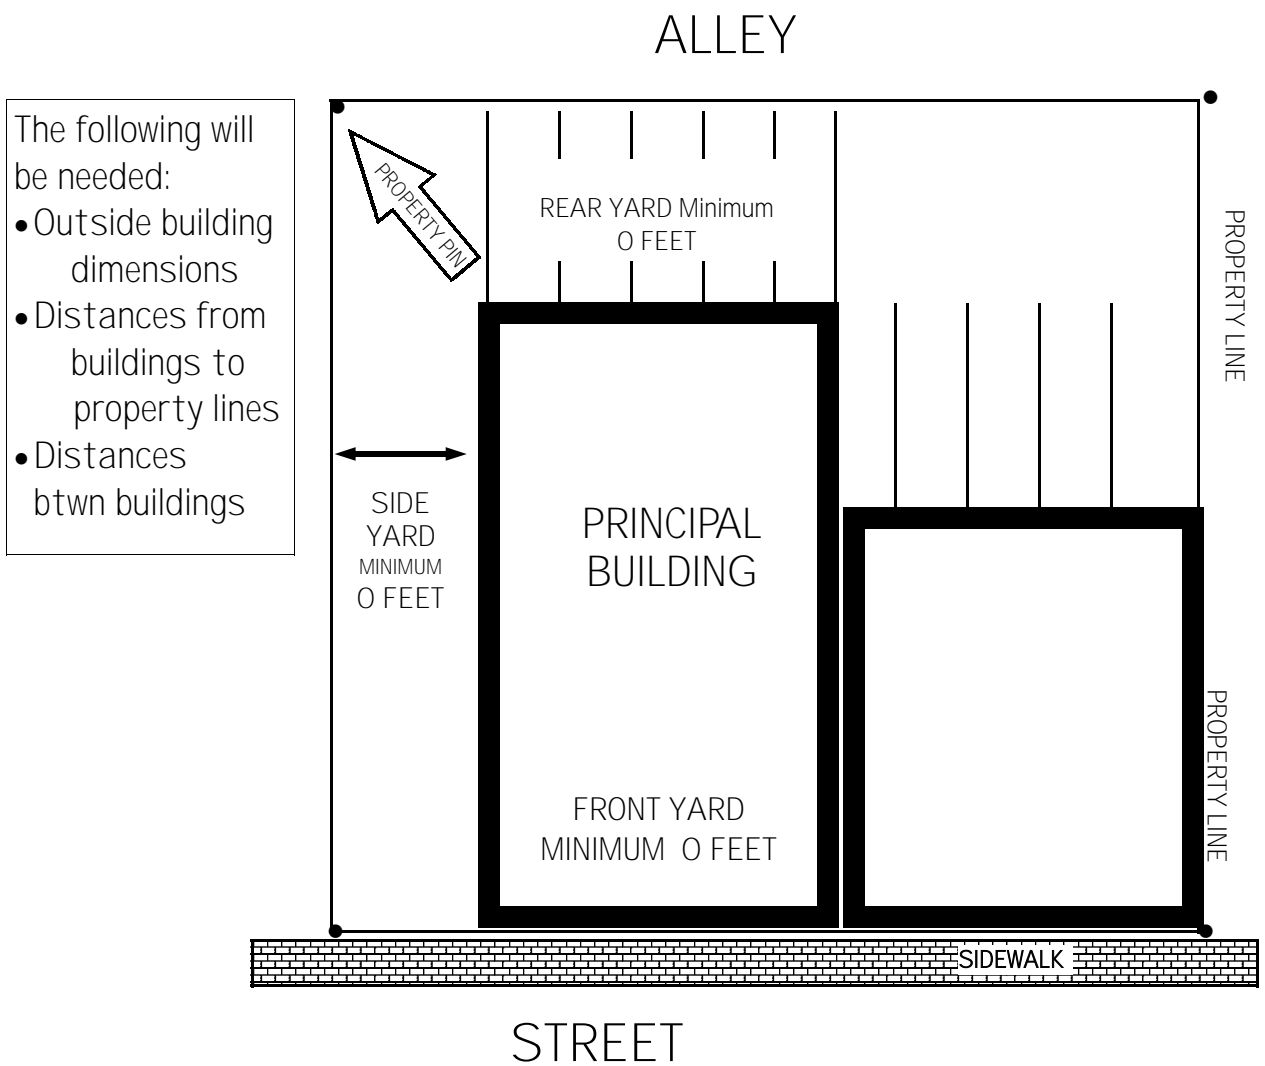 ALLEY
The following will
be needed:
• Outside building
dimensions
• Distances from
buildings to
property lines
• Distances
btwn buildings
PROPERTY PIN
REAR YARD Minimum
O FEET
PROPERTY LINE
SIDE
YARD
MINIMUM
O FEET
PRINCIPAL
BUILDING
FRONT YARD
MINIMUM O FEET
PROPERTY LINE
SIDEWALK
STREET